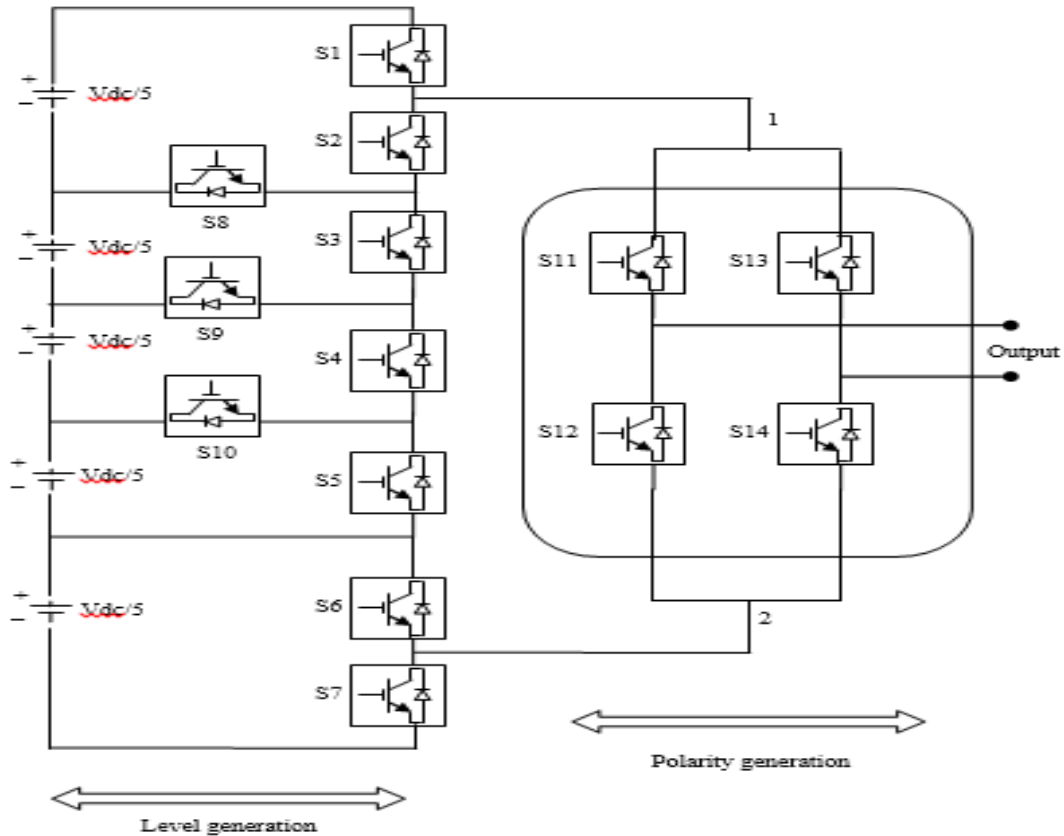 S1
+
Vdc/5
−
1
S2
S8
+
Vdc/5
−
S3
S11
S13
S9
+
Vdc/5
−
S4
Output
S10
S12
S14
+
Vdc/5
−
S5
+
Vdc/5
−
S6
2
S7
Polarity generation
Level generation